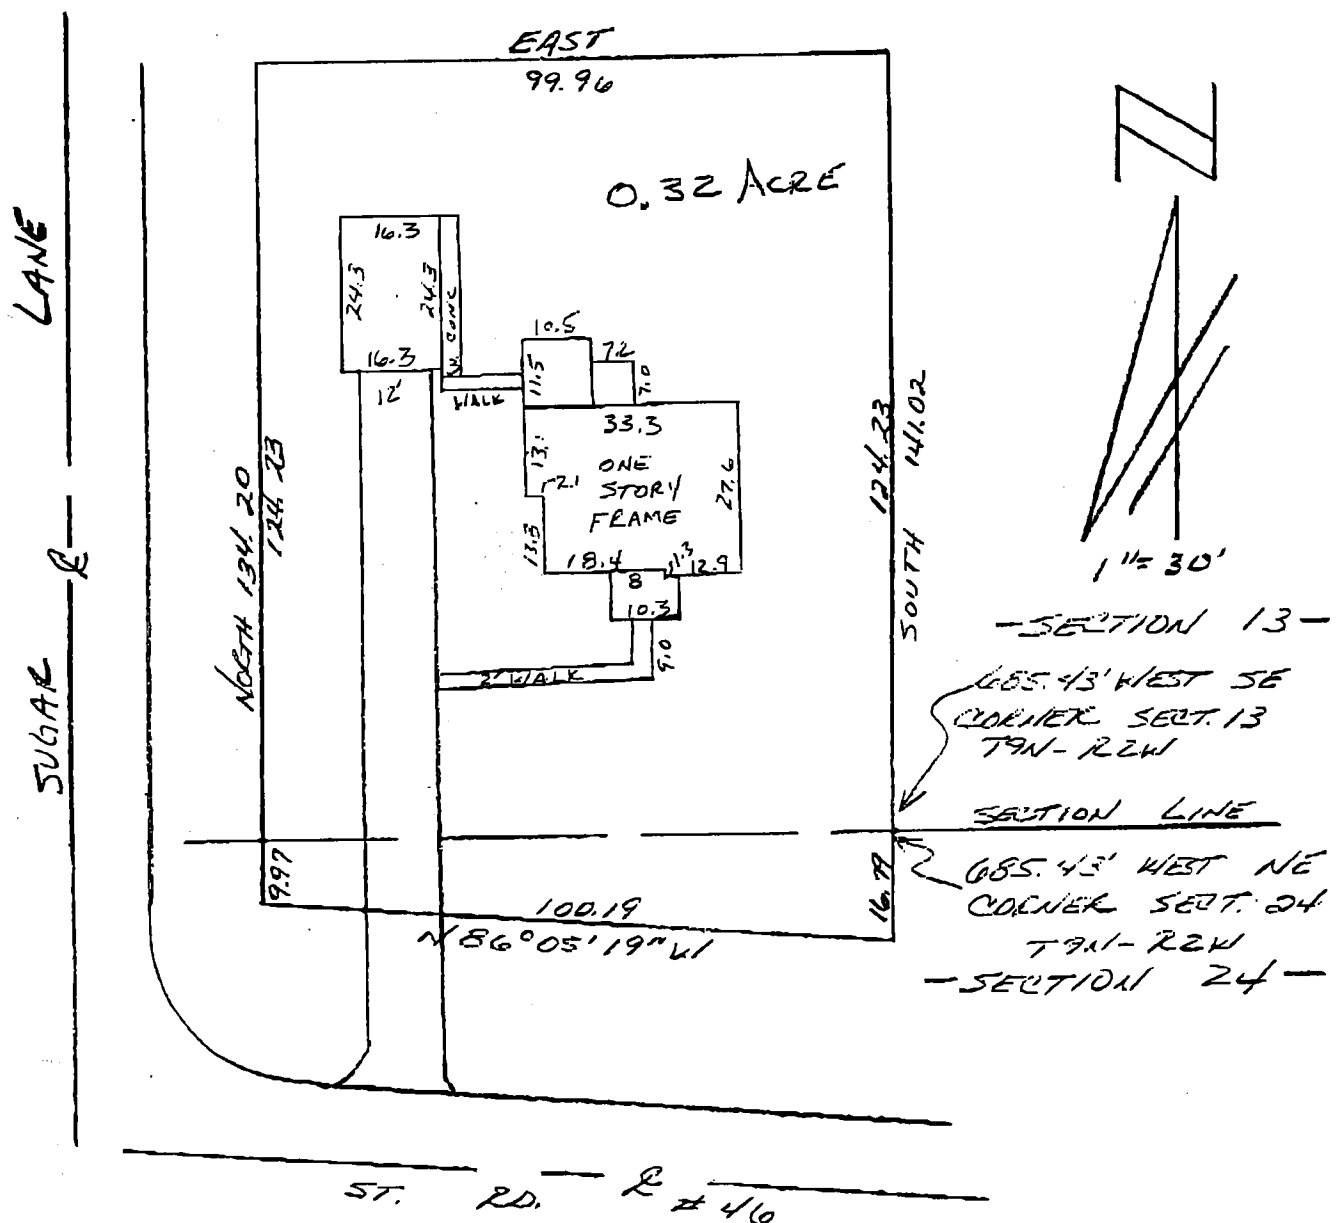 EAST
99.96
N
0.32 ACRE
SUGAR ℄ LANE
16.3
24.3
24.3
CONC
16.3
12'
WALK
10.5
7.2
11.5
7.0
33.3
13.1
ONE
STORY
FRAME
2.1
27.6
13.3
18.4
1.3
12.9
8
10.3
9.0
2' WALK
NORTH 134.20
124.23
124.23
SOUTH 141.02
1"=30'
-SECTION 13-
685.43' WEST SE
CORNER SECT. 13
T9N-R2W
SECTION LINE
9.97
16.79
685.43' WEST NE
CORNER SECT. 24
T9N-R2W
-SECTION 24-
100.19
N 86°05'19" W
ST. RD. ℄ # 46